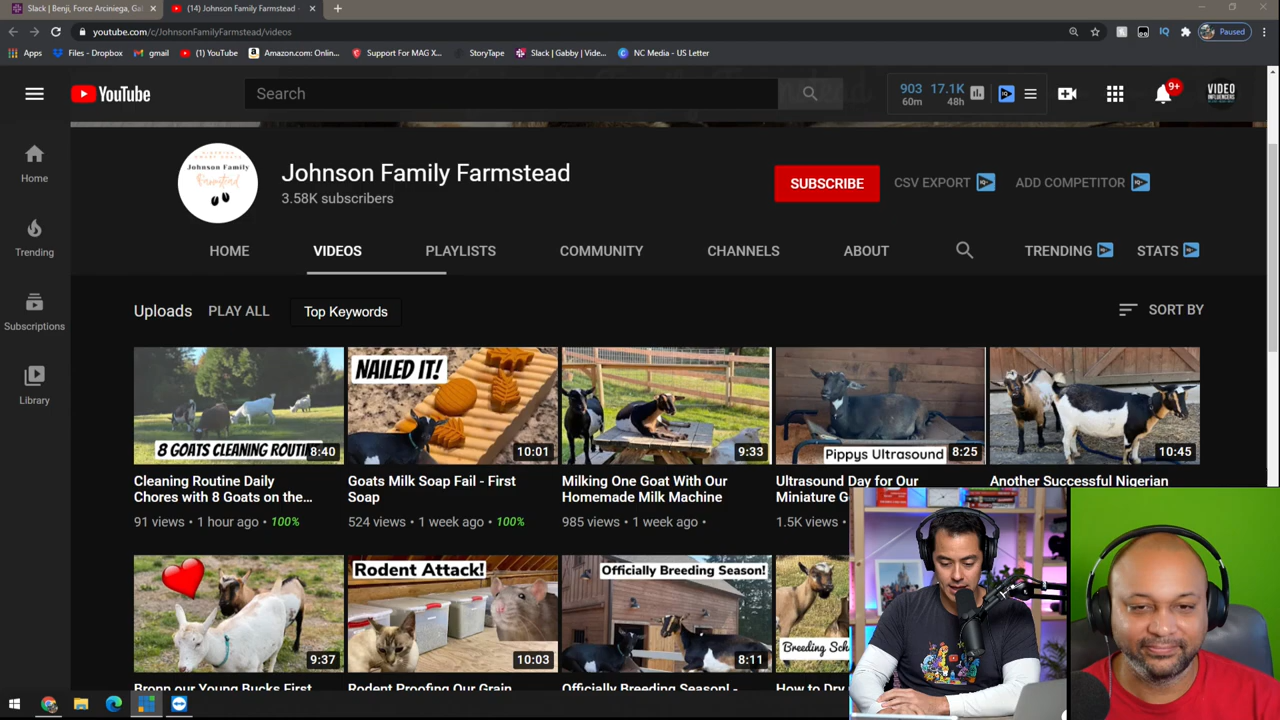 Slack | Benji, Force Arciniega, Ga
(14) Johnson Family Farmstead -
youtube.com/c/JohnsonFamilyFarmstead/videos
Paused
Apps
Files - Dropbox
gmail
(1) YouTube
Amazon.com: Onlin...
Support For MAG X...
StoryTape
Slack | Gabby | Vide...
NC Media - US Letter
YouTube
Search
903
60m
17.1K
48h
9+
VIDEO
INFLUENCERS
Home
Trending
Subscriptions
Library
Johnson Family
Farmstead
Johnson Family Farmstead
3.58K subscribers
SUBSCRIBE
CSV EXPORT
ADD COMPETITOR
HOME
VIDEOS
PLAYLISTS
COMMUNITY
CHANNELS
ABOUT
TRENDING
STATS
Uploads
PLAY ALL
Top Keywords
SORT BY
8 GOATS CLEANING ROUTIN
8:40
NAILED IT!
10:01
9:33
Pippys Ultrasound
8:25
10:45
Cleaning Routine Daily
Chores with 8 Goats on the...
91 views • 1 hour ago • 100%
Goats Milk Soap Fail - First
Soap
524 views • 1 week ago • 100%
Milking One Goat With Our
Homemade Milk Machine
985 views • 1 week ago •
Ultrasound Day for Our
Miniature G
1.5K views
Another Successful Nigerian
9:37
Rodent Attack!
10:03
Officially Breeding Season!
8:11
Breeding Sch
Bronn our Young Bucks First
Rodent Proofing Our Grain
Officially Breeding Season! -
How to Dry